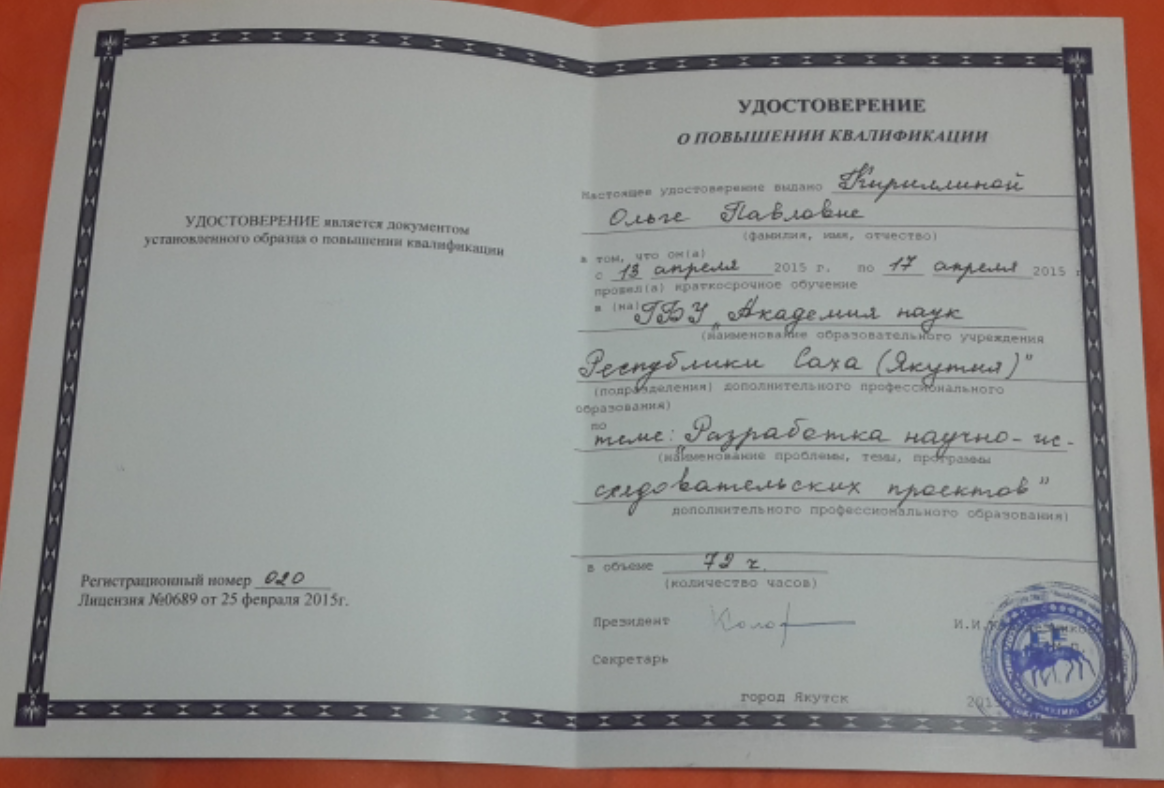 УДОСТОВЕРЕНИЕ является документом
установленного образца о повышении квалификации
Регистрационный номер 020
Лицензия №0689 от 25 февраля 2015г.
УДОСТОВЕРЕНИЕ
О ПОВЫШЕНИИ КВАЛИФИКАЦИИ
Настоящее удостоверение выдано Кириллиной
Ольге Павловне
(фамилия, имя, отчество)
в том, что он(а)
с 13 апреля 2015 г. по 17 апреля 2015 г
прошел(а) краткосрочное обучение
в (на) ГБУ „Академия наук
(наименование образовательного учреждения
Республики Саха (Якутия)"
(подразделения) дополнительного профессионального
образования)
по
теме: „Разработка научно-ис-
(наименование проблемы, темы, программы
следовательских проектов"
дополнительного профессионального образования)
в объеме 72 ч.
(количество часов)
Президент
И.И.
Секретарь
город Якутск